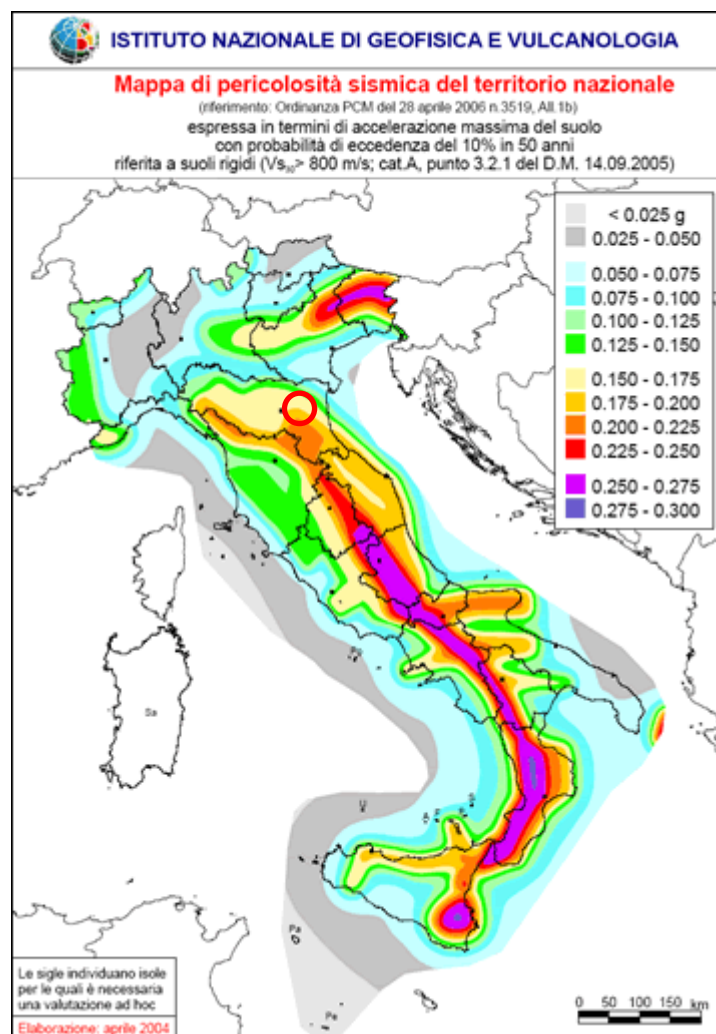 ISTITUTO NAZIONALE DI GEOFISICA E VULCANOLOGIA
Mappa di pericolosità sismica del territorio nazionale
(riferimento: Ordinanza PCM del 28 aprile 2006 n.3519, All.1b)
espressa in termini di accelerazione massima del suolo
con probabilità di eccedenza del 10% in 50 anni
riferita a suoli rigidi (Vs₃₀> 800 m/s; cat.A, punto 3.2.1 del D.M. 14.09.2005)
< 0.025 g
0.025 - 0.050
0.050 - 0.075
0.075 - 0.100
0.100 - 0.125
0.125 - 0.150
0.150 - 0.175
0.175 - 0.200
0.200 - 0.225
0.225 - 0.250
0.250 - 0.275
0.275 - 0.300
Sa
U
A
F
S
Pa
Pe
Le sigle individuano isole
per le quali è necessaria
una valutazione ad hoc
Elaborazione: aprile 2004
0 50 100 150 200
km